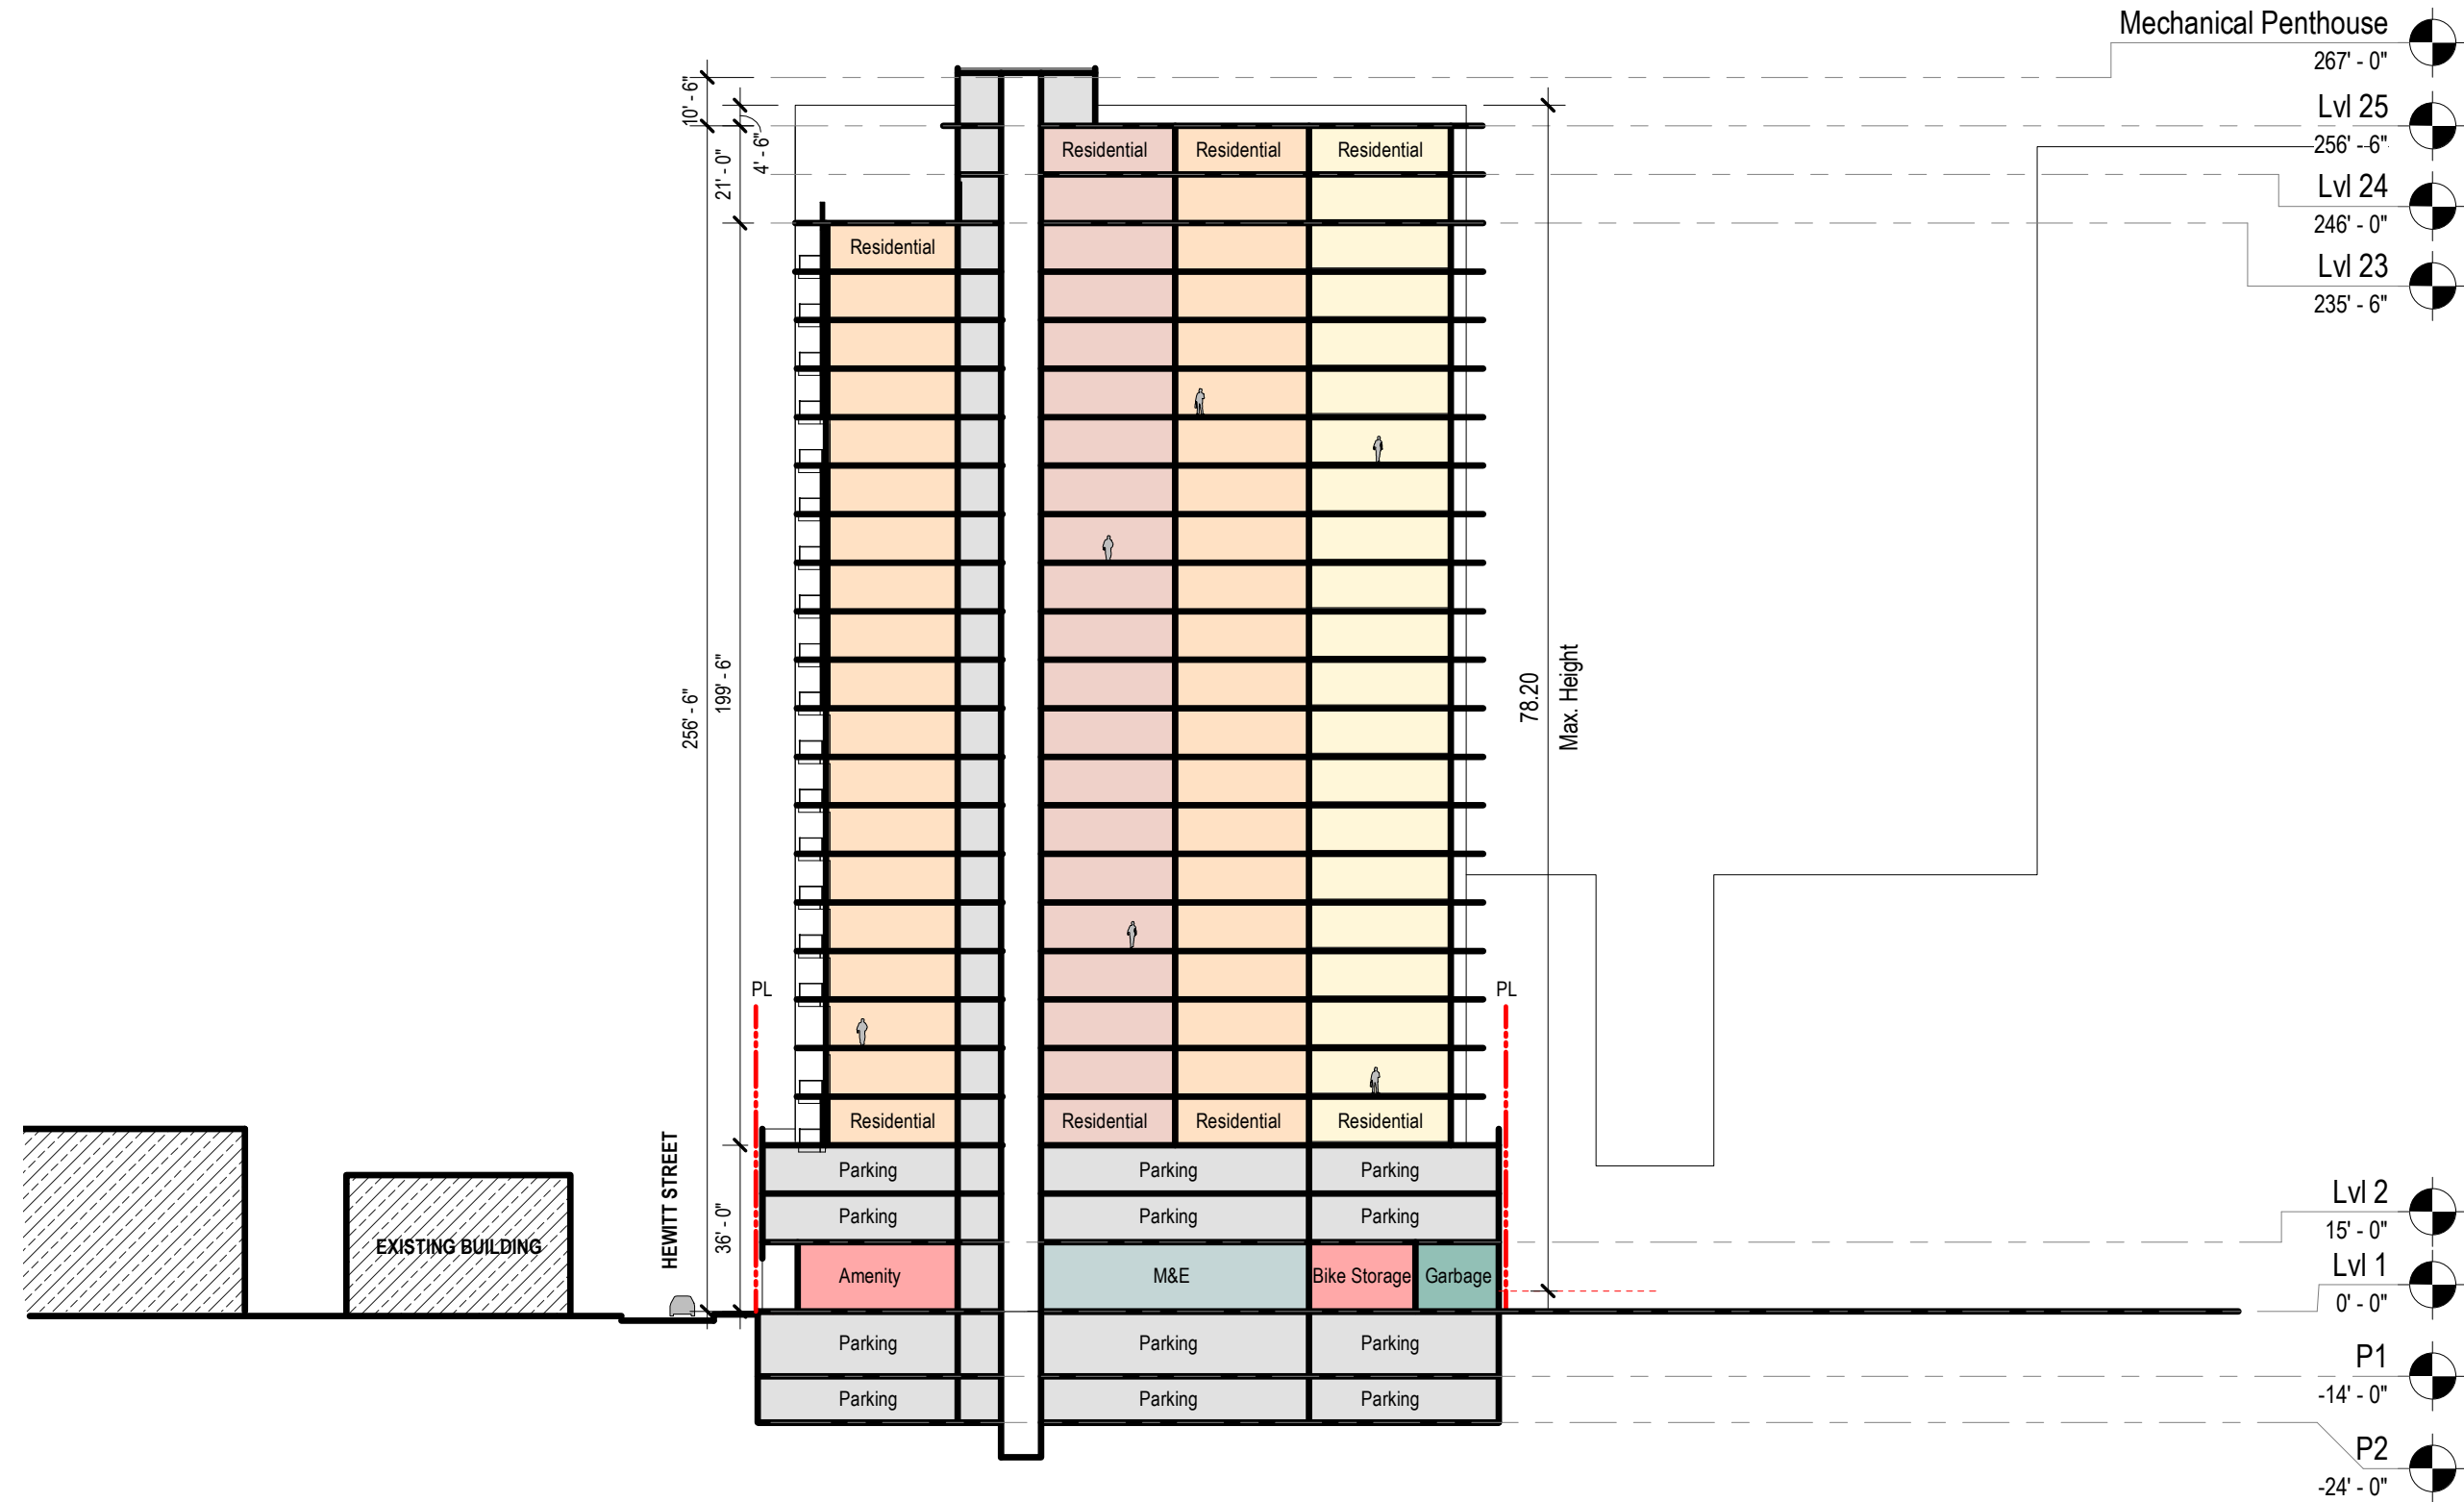 Mechanical Penthouse
267' - 0"
Lvl 25
256' - 6"
Lvl 24
246' - 0"
Lvl 23
235' - 6"
10' - 6"
4' - 6"
21' - 0"
Residential Residential Residential
Residential
256' - 6"
199' - 6"
78.20
Max. Height
PL PL
Residential Residential Residential Residential
HEWITT STREET
36' - 0"
Parking Parking Parking
Parking Parking Parking
Lvl 2
15' - 0"
EXISTING BUILDING
Amenity M&E Bike Storage Garbage
Lvl 1
0' - 0"
Parking Parking Parking
P1
-14' - 0"
Parking Parking Parking
P2
-24' - 0"